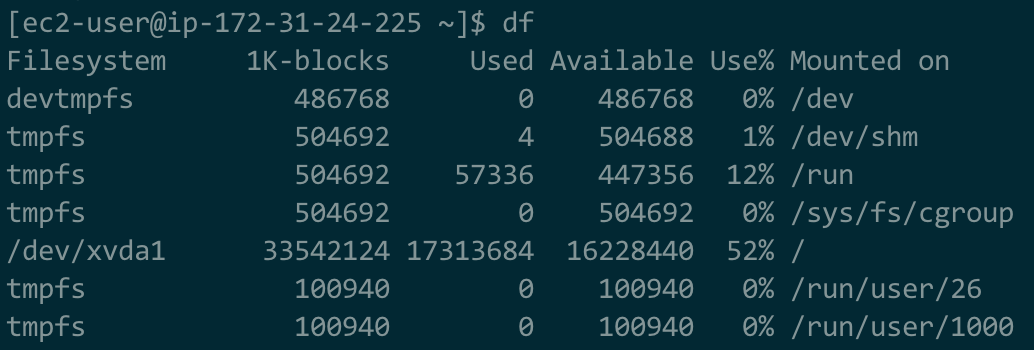 [ec2-user@ip-172-31-24-225 ~]$ df
Filesystem     1K-blocks     Used Available Use% Mounted on
devtmpfs          486768        0    486768   0% /dev
tmpfs             504692        4    504688   1% /dev/shm
tmpfs             504692    57336    447356  12% /run
tmpfs             504692        0    504692   0% /sys/fs/cgroup
/dev/xvda1      33542124 17313684  16228440  52% /
tmpfs             100940        0    100940   0% /run/user/26
tmpfs             100940        0    100940   0% /run/user/1000